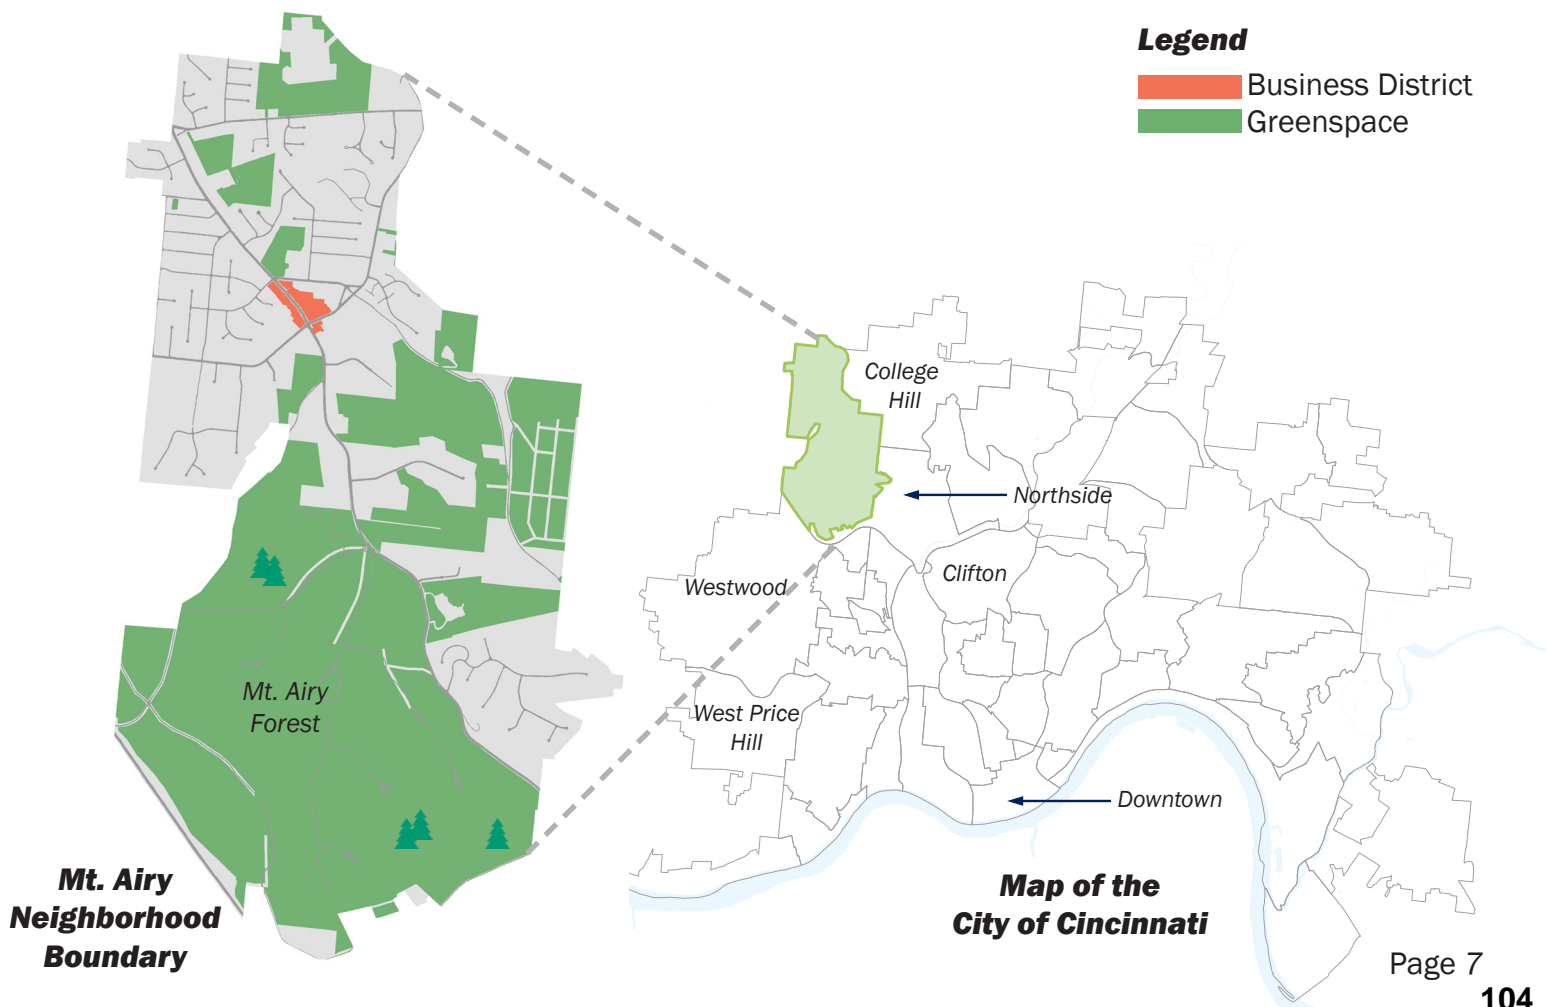 Legend
Business District
Greenspace
College
Hill
Northside
Westwood
Clifton
Mt. Airy
Forest
West Price
Hill
Downtown
Mt. Airy
Neighborhood
Boundary
Map of the
City of Cincinnati
Page 7
104